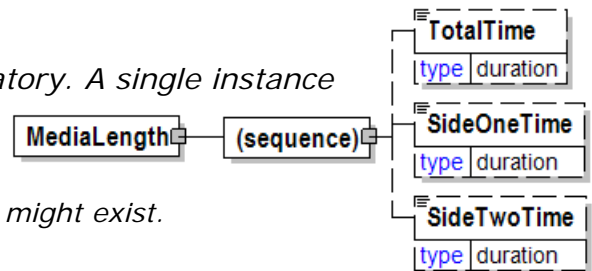 TotalTime
type duration
atory. A single instance
MediaLength
(sequence)
SideOneTime
type duration
might exist.
SideTwoTime
type duration